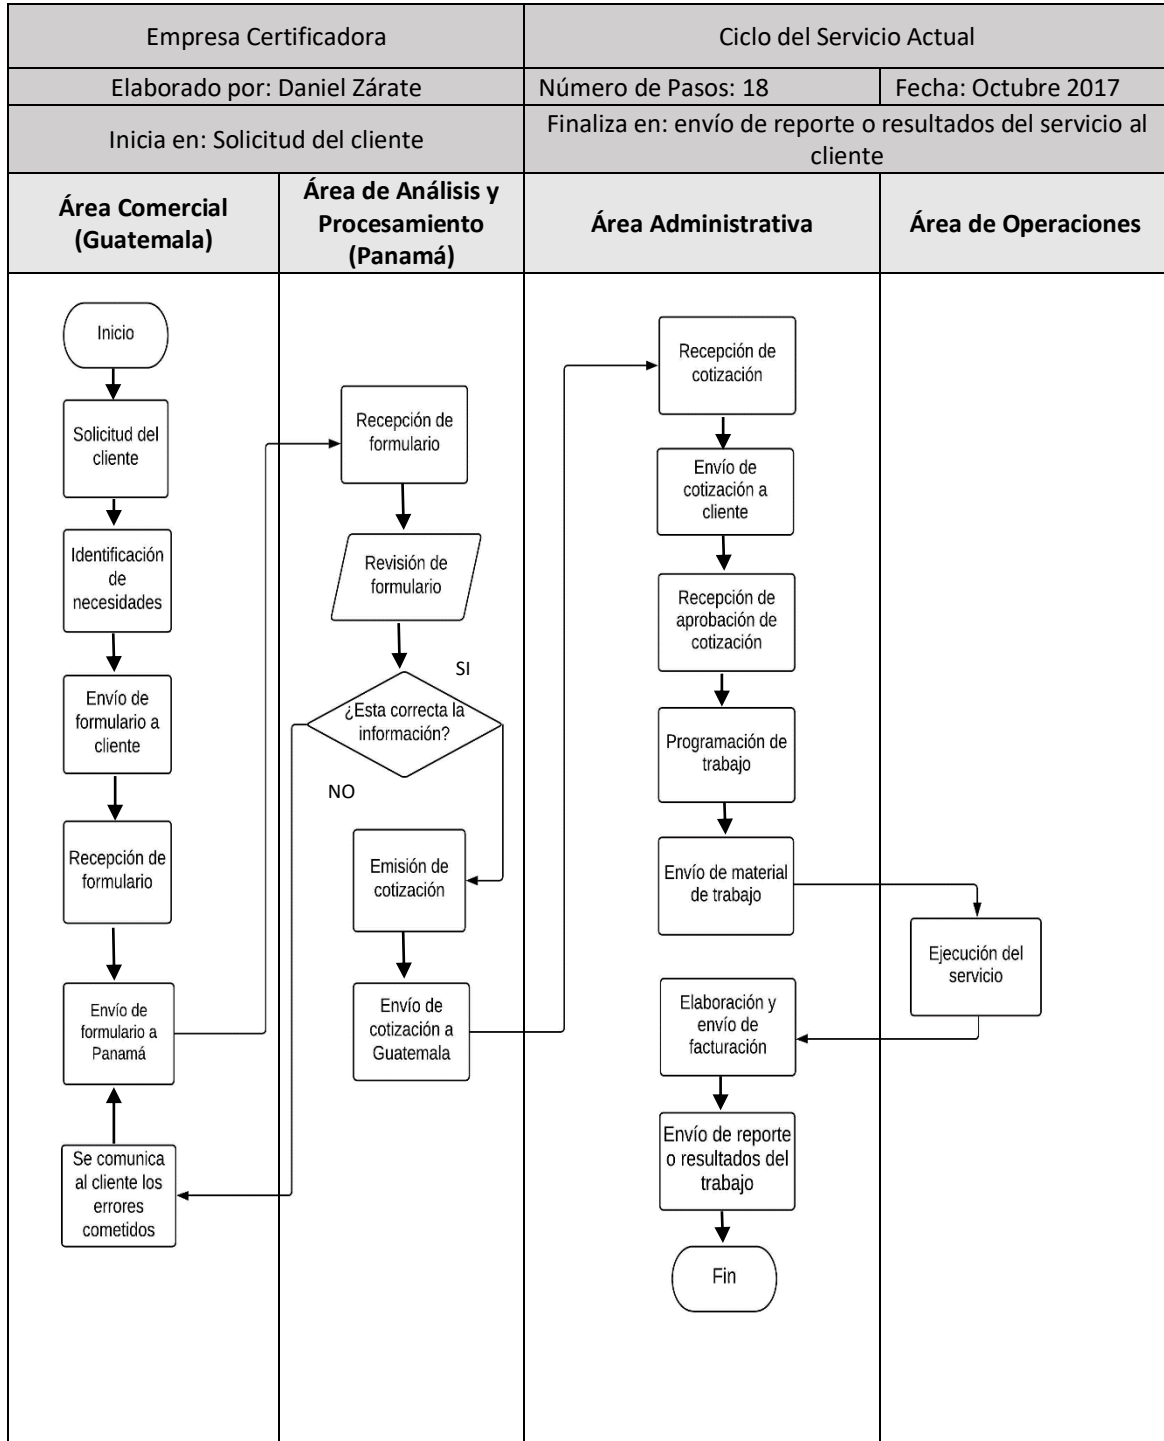 Empresa Certificadora
Ciclo del Servicio Actual
Elaborado por: Daniel Zárate
Número de Pasos: 18
Fecha: Octubre 2017
Inicia en: Solicitud del cliente
Finaliza en: envío de reporte o resultados del servicio al
cliente
Área Comercial
(Guatemala)
Área de Análisis y
Procesamiento
(Panamá)
Área Administrativa
Área de Operaciones
Inicio
Solicitud del
cliente
Identificación
de
necesidades
Envío de
formulario a
cliente
Recepción de
formulario
Envío de
formulario a
Panamá
Se comunica
al cliente los
errores
cometidos
Recepción de
formulario
Revisión de
formulario
SI
¿Esta correcta la
información?
NO
Emisión de
cotización
Envío de
cotización a
Guatemala
Recepción de
cotización
Envío de
cotización a
cliente
Recepción de
aprobación de
cotización
Programación de
trabajo
Envío de material
de trabajo
Ejecución del
servicio
Elaboración y
envío de
facturación
Envío de reporte
o resultados del
trabajo
Fin